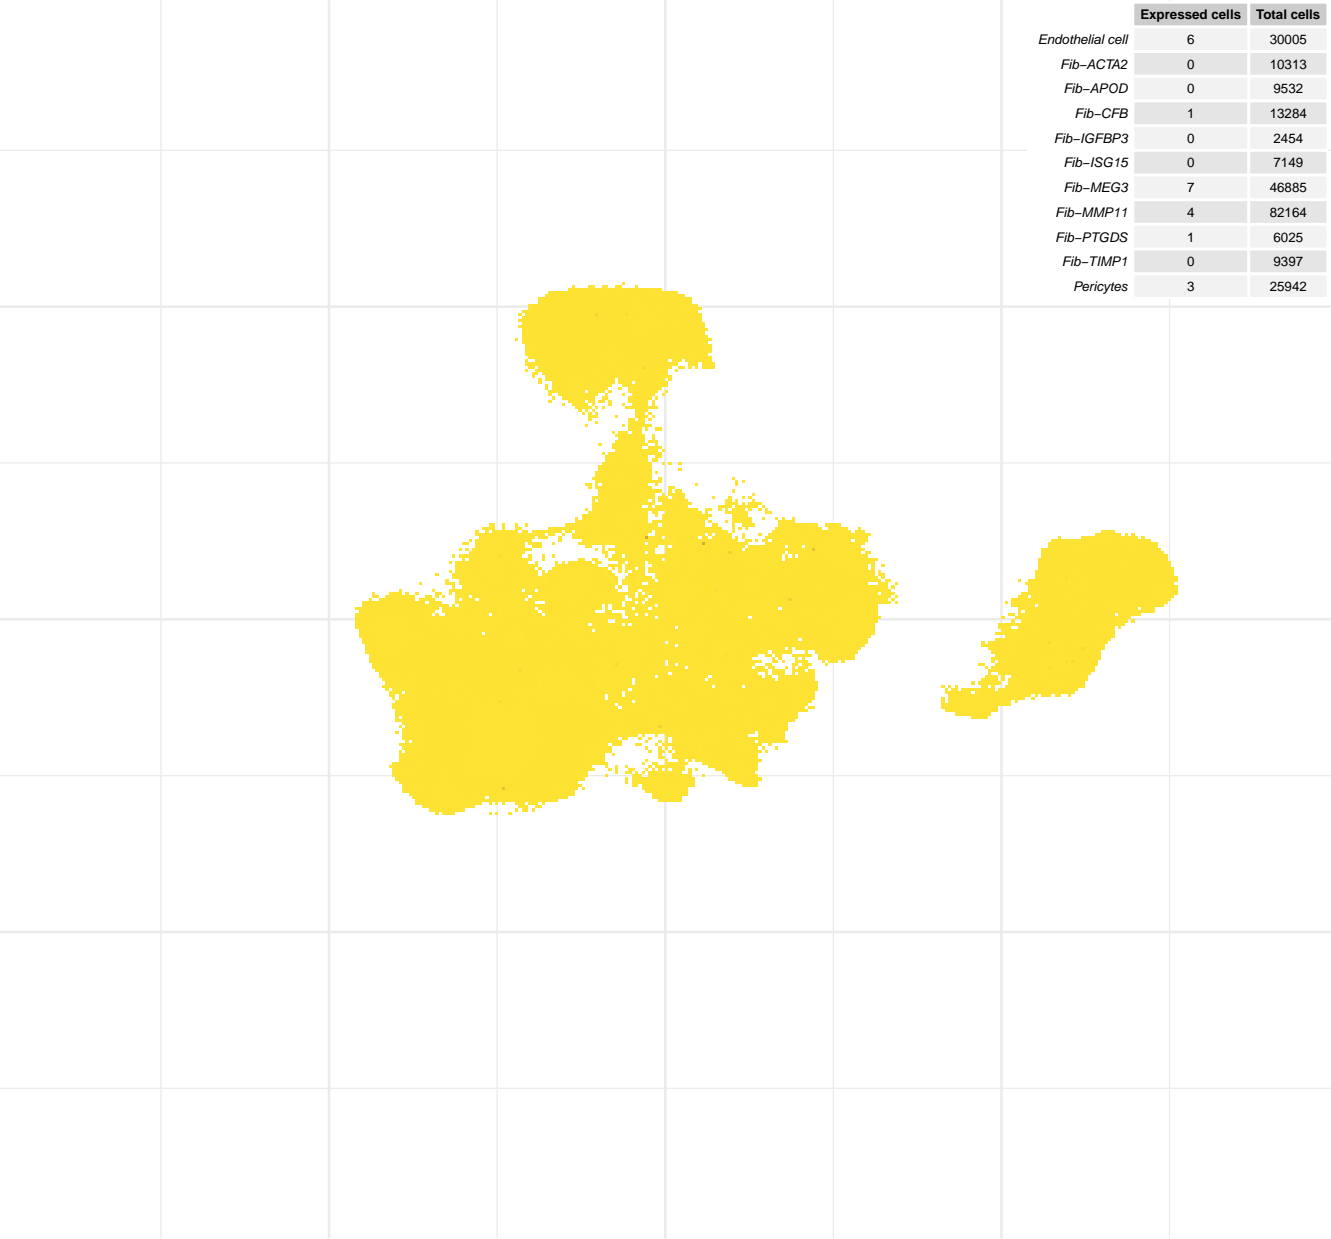 Expressed cells Total cells
Endothelial cell 6 30005
Fib−ACTA2 0 10313
Fib−APOD 0 9532
Fib−CFB 1 13284
Fib−IGFBP3 0 2454
Fib−ISG15 0 7149
Fib−MEG3 7 46885
Fib−MMP11 4 82164
Fib−PTGDS 1 6025
Fib−TIMP1 0 9397
Pericytes 3 25942